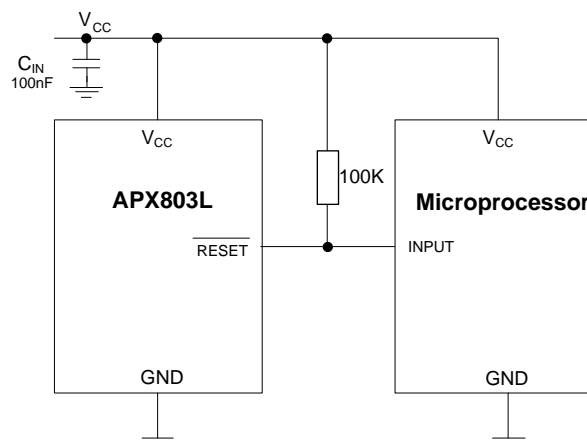 VCC
CIN
100nF
VCC
VCC
APX803L
100K
Microprocessor
RESET
INPUT
GND
GND